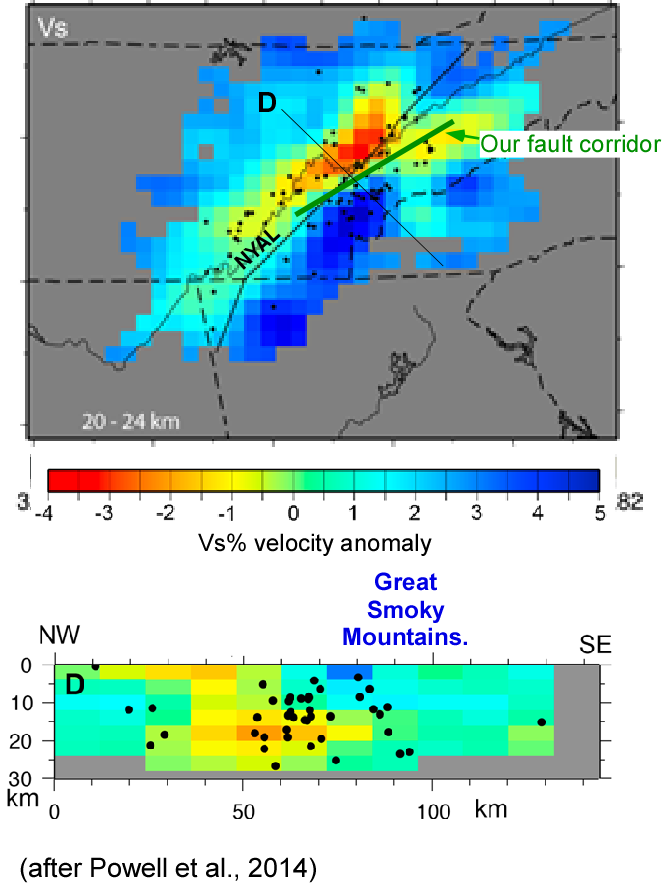 Vs
D
Our fault corridor
NYAL
20 - 24 km
3 .82
-4 -3 -2 -1 0 1 2 3 4 5
Vs% velocity anomaly
Great
Smoky
Mountains.
NW SE
0
D
10
20
30
km
0 50 100 km
(after Powell et al., 2014)